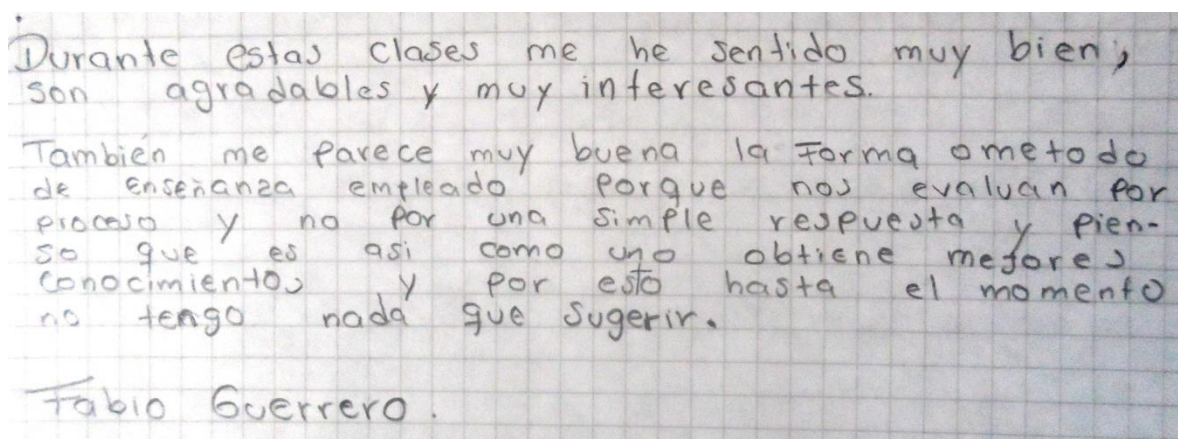 Durante estas clases me he sentido muy bien,
son agradables y muy interesantes.
También me parece muy buena la forma o metodo
de enseñanza empleado porque nos evaluan por
proceso y no por una simple respuesta y pien-
so que es asi como uno obtiene mejores
conocimientos y por esto hasta el momento
no tengo nada que sugerir.
Fabio Guerrero.